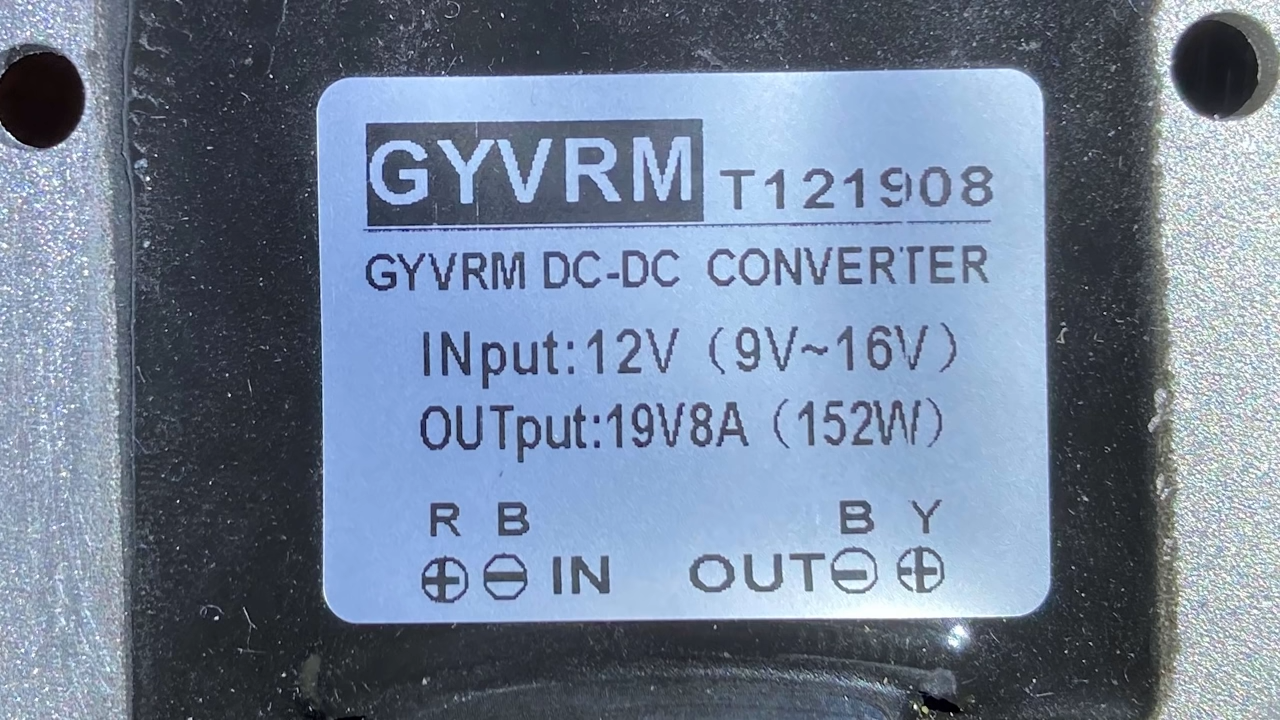 GYVRM T121908
GYVRM DC-DC CONVERTER
INput:12V (9V~16V)
OUTput:19V8A (152W)
R B B Y
⊕ ⊖ IN OUT ⊖ ⊕